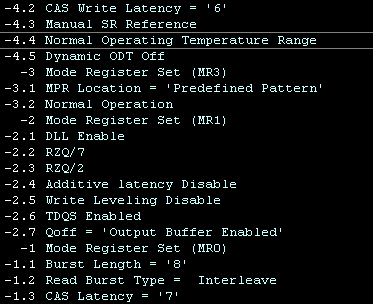 -4.2 CAS Write Latency = '6'
-4.3 Manual SR Reference
-4.4 Normal Operating Temperature Range
-4.5 Dynamic ODT Off
-3 Mode Register Set (MR3)
-3.1 MPR Location = 'Predefined Pattern'
-3.2 Normal Operation
-2 Mode Register Set (MR1)
-2.1 DLL Enable
-2.2 RZQ/7
-2.3 RZQ/2
-2.4 Additive latency Disable
-2.5 Write Leveling Disable
-2.6 TDQS Enabled
-2.7 Qoff = 'Output Buffer Enabled'
-1 Mode Register Set (MR0)
-1.1 Burst Length = '8'
-1.2 Read Burst Type =  Interleave
-1.3 CAS Latency = '7'